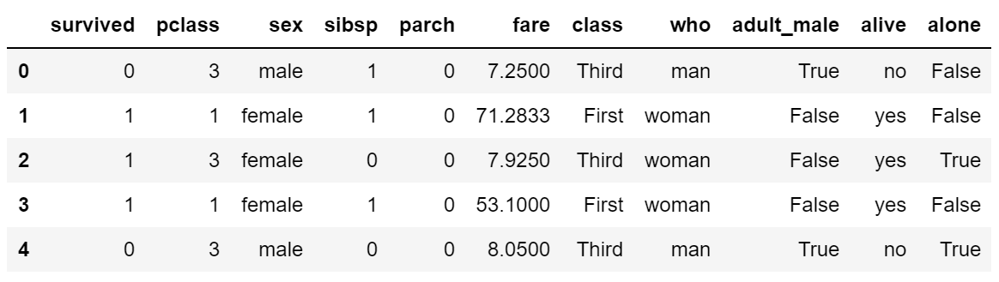 survived pclass sex sibsp parch fare class who adult_male alive alone
0 0 3 male 1 0 7.2500 Third man True no False
1 1 1 female 1 0 71.2833 First woman False yes False
2 1 3 female 0 0 7.9250 Third woman False yes True
3 1 1 female 1 0 53.1000 First woman False yes False
4 0 3 male 0 0 8.0500 Third man True no True